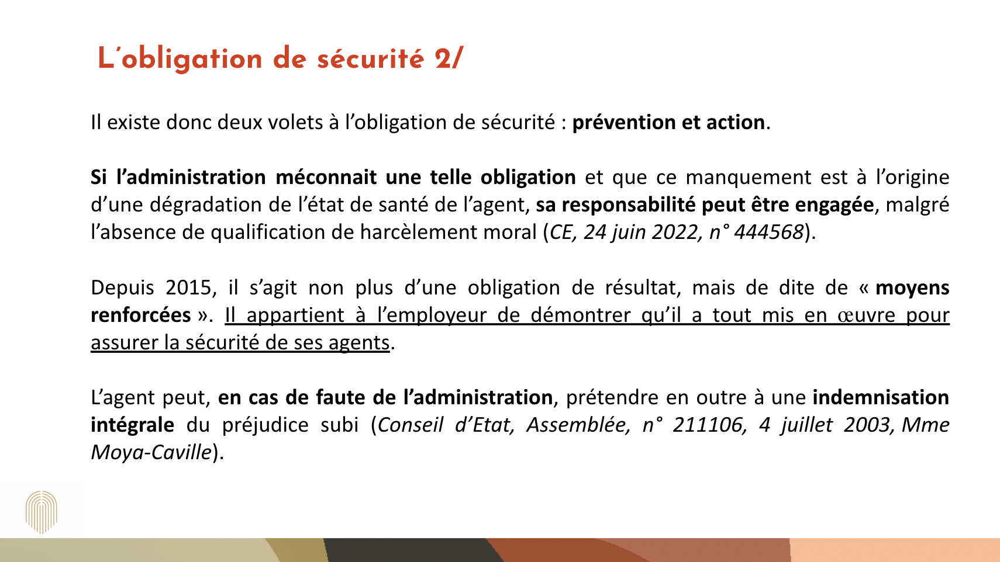 L’obligation de sécurité 2/
Il existe donc deux volets à l’obligation de sécurité : prévention et action.
Si l’administration méconnait une telle obligation et que ce manquement est à l’origine
d’une dégradation de l’état de santé de l’agent, sa responsabilité peut être engagée, malgré
l’absence de qualification de harcèlement moral (CE, 24 juin 2022, n° 444568).
Depuis 2015, il s’agit non plus d’une obligation de résultat, mais de dite de « moyens
renforcées ». Il appartient à l’employeur de démontrer qu’il a tout mis en œuvre pour
assurer la sécurité de ses agents.
L’agent peut, en cas de faute de l’administration, prétendre en outre à une indemnisation
intégrale du préjudice subi (Conseil d’Etat, Assemblée, n° 211106, 4 juillet 2003, Mme
Moya-Caville).